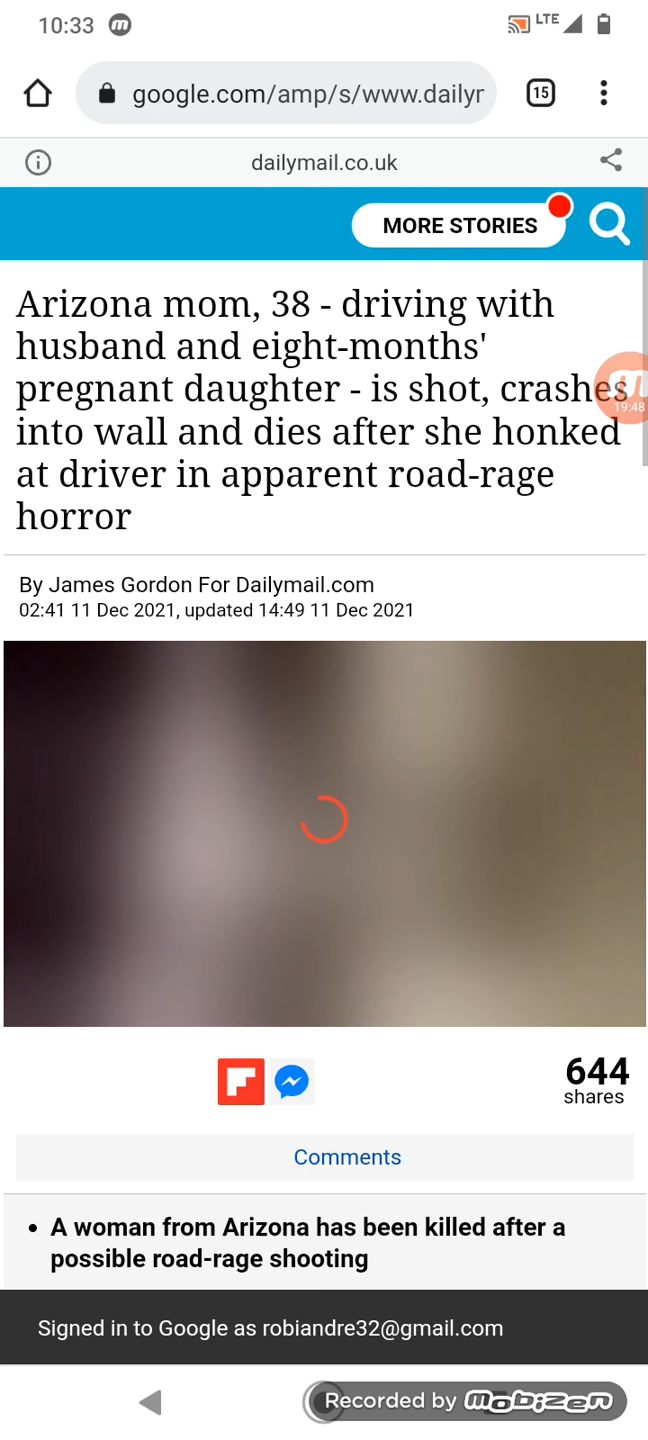 10:33
LTE
google.com/amp/s/www.dailyr
15
dailymail.co.uk
MORE STORIES
Arizona mom, 38 - driving with
husband and eight-months'
pregnant daughter - is shot, crashes
19:48
into wall and dies after she honked
at driver in apparent road-rage
horror
By James Gordon For Dailymail.com
02:41 11 Dec 2021, updated 14:49 11 Dec 2021
644
shares
Comments
• A woman from Arizona has been killed after a
possible road-rage shooting
Signed in to Google as robiandre32@gmail.com
Recorded by mobizen